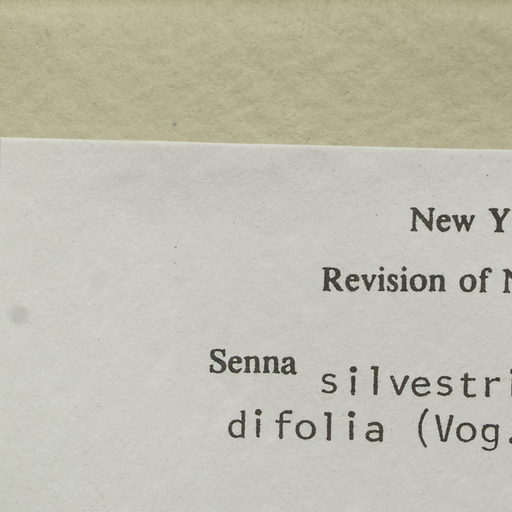 New Y
Revision of N
Senna silvestri
difolia (Vog.